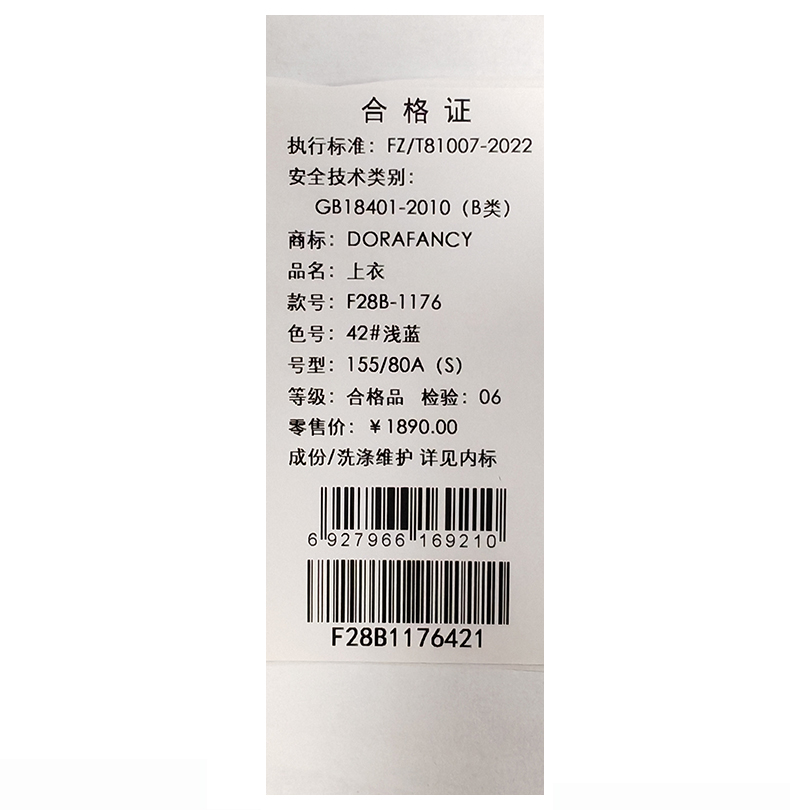 合格证
执行标准：FZ/T81007-2022
安全技术类别：
GB18401-2010（B类）
商标：DORAFANCY
品名：上衣
款号：F28B-1176
色号：42#浅蓝
号型：155/80A（S）
等级：合格品 检验：06
零售价：￥1890.00
成份/洗涤维护 详见内标
6 927966 169210
F28B1176421